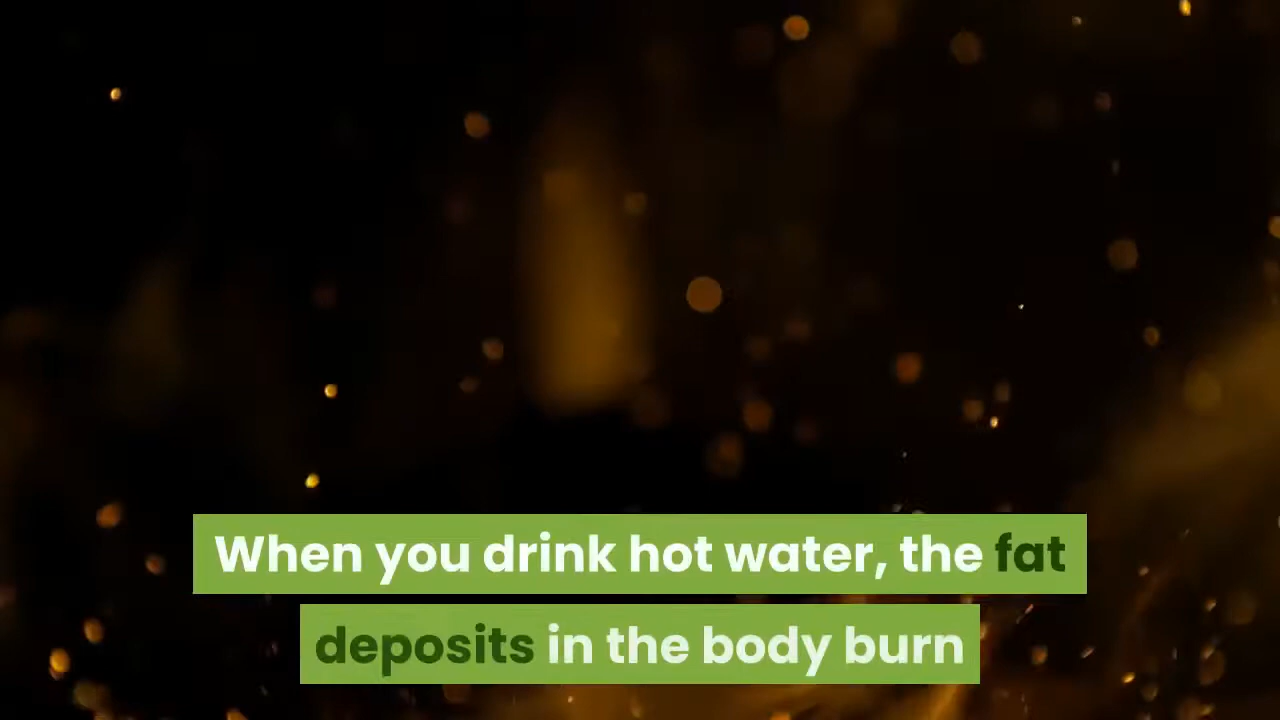 When you drink hot water, the fat
deposits in the body burn